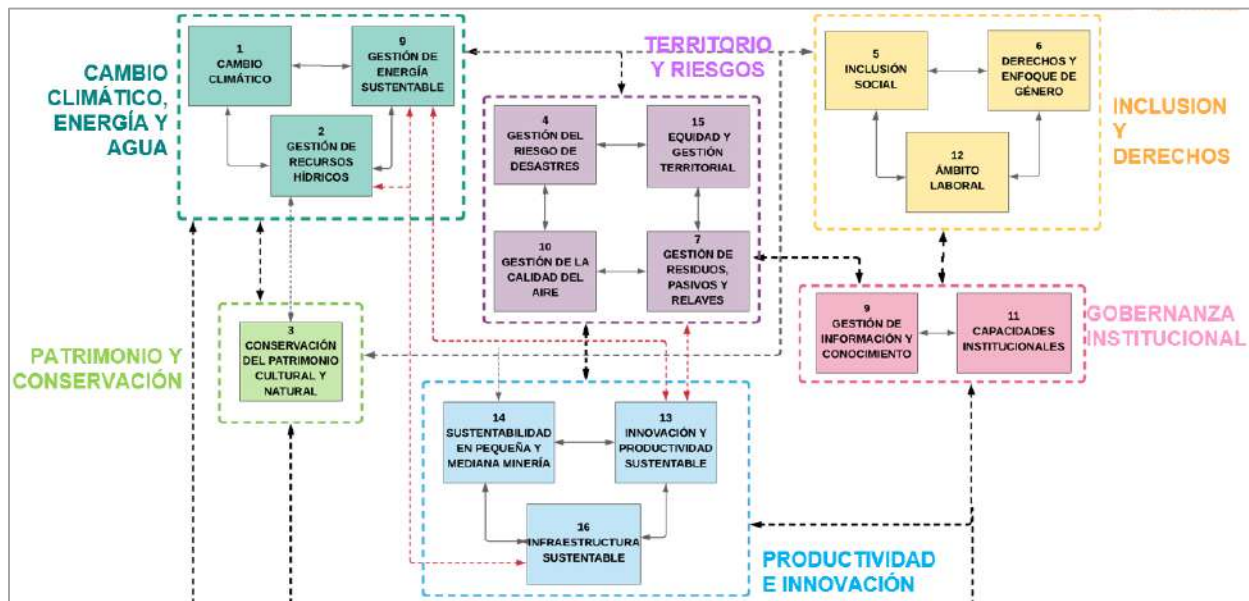 CAMBIO
CLIMÁTICO,
ENERGÍA Y
AGUA
1
CAMBIO
CLIMÁTICO
9
GESTIÓN DE
ENERGÍA
SUSTENTABLE
2
GESTIÓN DE
RECURSOS
HÍDRICOS
TERRITORIO
Y RIESGOS
4
GESTIÓN DEL
RIESGO DE
DESASTRES
15
EQUIDAD Y
GESTIÓN
TERRITORIAL
10
GESTIÓN DE LA
CALIDAD DEL
AIRE
7
GESTIÓN DE
RESIDUOS,
PASIVOS Y
RELAVES
5
INCLUSIÓN
SOCIAL
6
DERECHOS Y
ENFOQUE DE
GÉNERO
12
ÁMBITO
LABORAL
INCLUSION
Y
DERECHOS
PATRIMONIO Y
CONSERVACIÓN
3
CONSERVACIÓN
DEL PATRIMONIO
CULTURAL Y
NATURAL
9
GESTIÓN DE
INFORMACIÓN Y
CONOCIMIENTO
11
CAPACIDADES
INSTITUCIONALES
GOBERNANZA
INSTITUCIONAL
14
SUSTENTABILIDAD
EN PEQUEÑA Y
MEDIANA MINERÍA
13
INNOVACIÓN Y
PRODUCTIVIDAD
SUSTENTABLE
16
INFRAESTRUCTURA
SUSTENTABLE
PRODUCTIVIDAD
E INNOVACIÓN